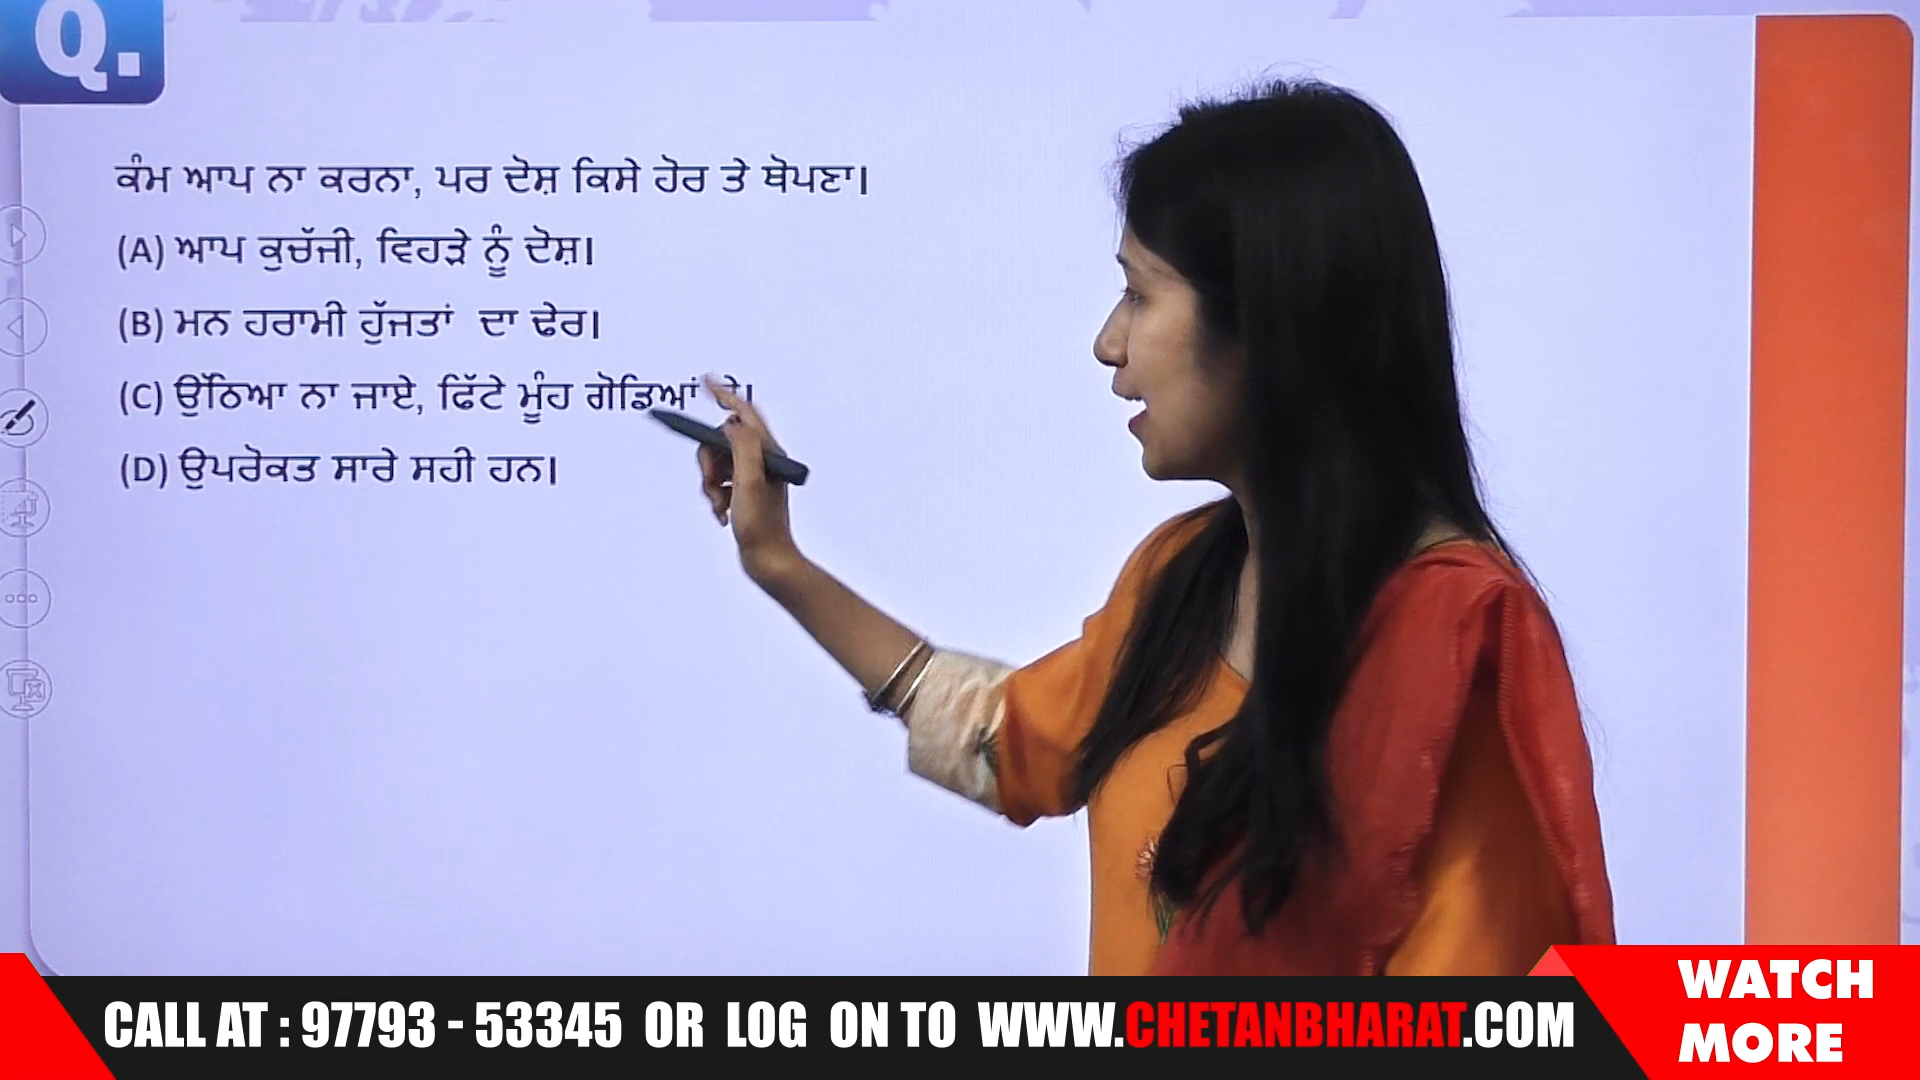 Q.
ਕੰਮ ਆਪ ਨਾ ਕਰਨਾ, ਪਰ ਦੋਸ਼ ਕਿਸੇ ਹੋਰ ਤੇ ਥੋਪਣਾ।
(A) ਆਪ ਕੁਚੱਜੀ, ਵਿਹੜੇ ਨੂੰ ਦੋਸ਼।
(B) ਮਨ ਹਰਾਮੀ ਹੁੱਜਤਾਂ ਦਾ ਢੇਰ।
(C) ਉੱਠਿਆ ਨਾ ਜਾਏ, ਫਿੱਟੇ ਮੂੰਹ ਗੋਡਿਆਂ
(D) ਉਪਰੋਕਤ ਸਾਰੇ ਸਹੀ ਹਨ।
CALL AT : 97793 - 53345 OR LOG ON TO WWW.CHETANBHARAT.COM
WATCH
MORE